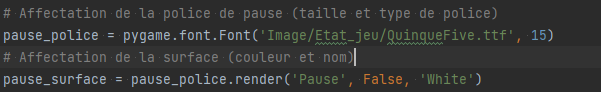 # Affectation de la police de pause (taille et type de police)
pause_police = pygame.font.Font('Image/Etat_jeu/QuinqueFive.ttf', 15)
# Affectation de la surface (couleur et nom)
pause_surface = pause_police.render('Pause', False, 'White')